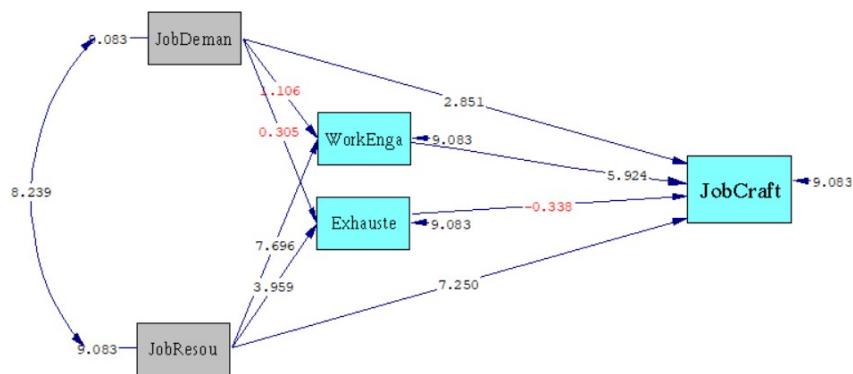 9.083
JobDeman
1.106
2.851
0.305
WorkEnga
9.083
5.924
8.239
JobCraft
9.083
Exhauste
-0.338
9.083
7.696
3.959
7.250
9.083
JobResou